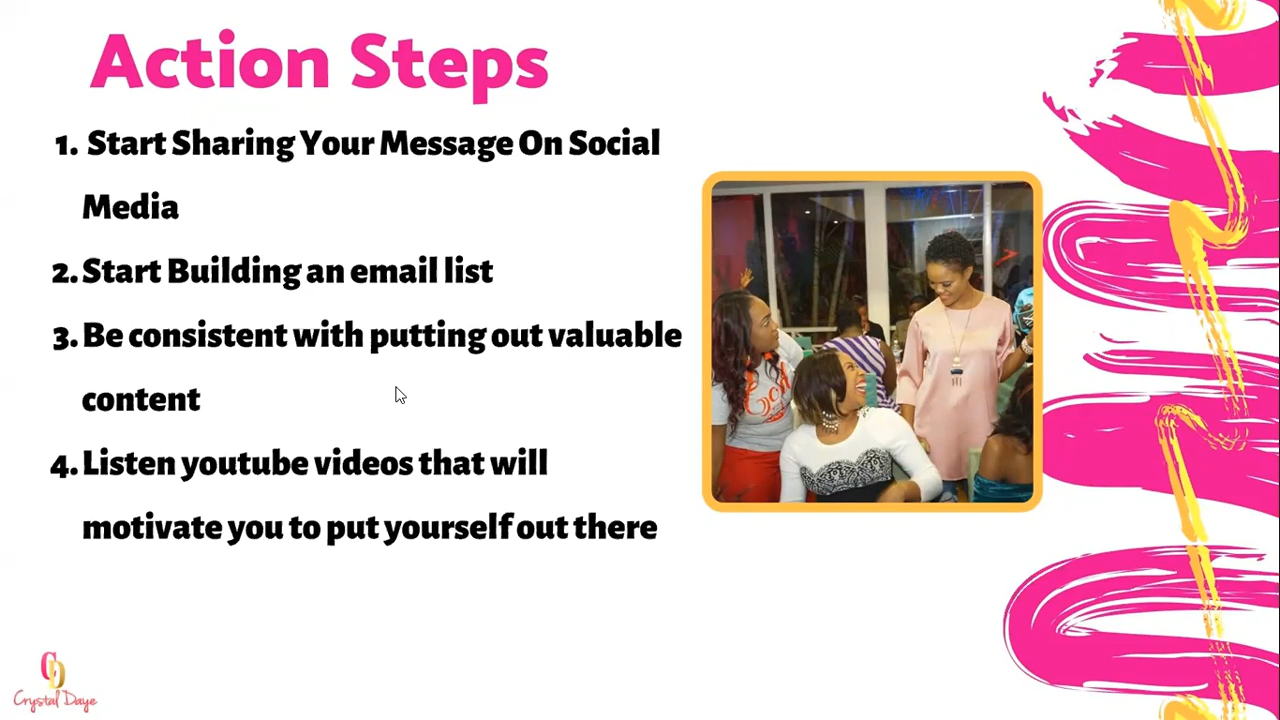 Action Steps
1. Start Sharing Your Message On Social
Media
2. Start Building an email list
3. Be consistent with putting out valuable
content
4. Listen youtube videos that will
motivate you to put yourself out there
CD
Crystal Daye